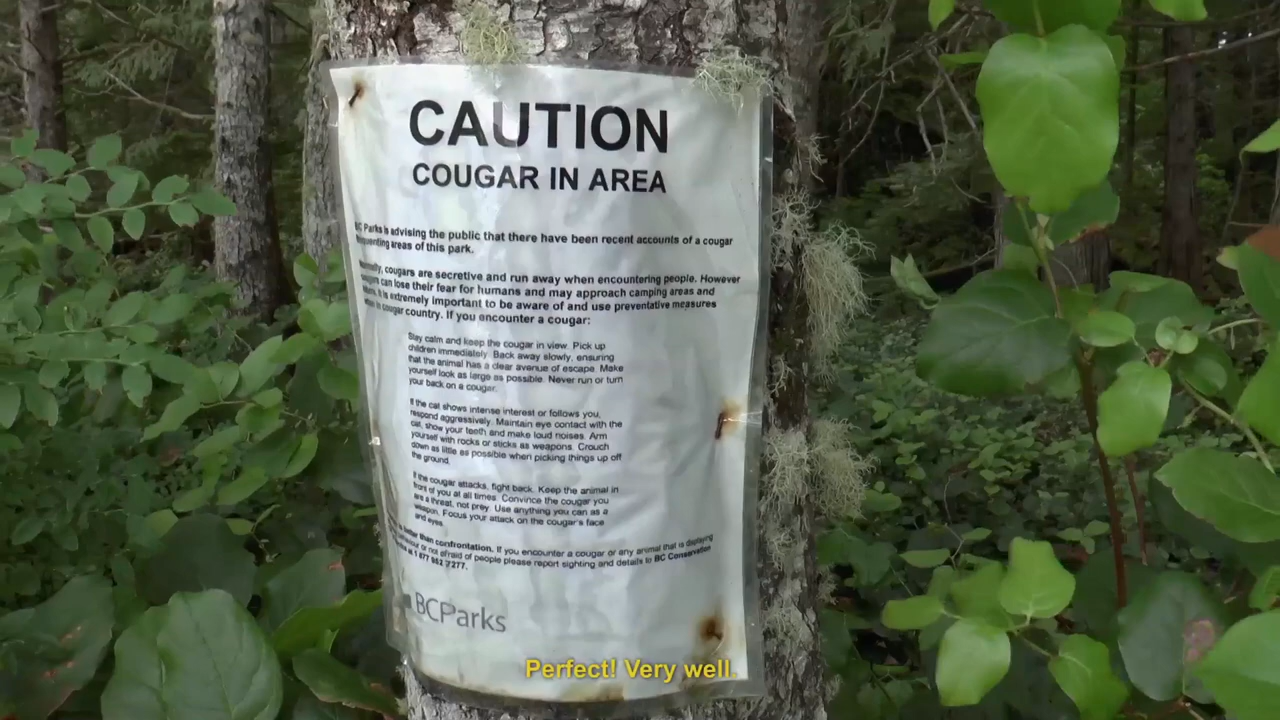 CAUTION
COUGAR IN AREA
BC Parks is advising the public that there have been recent accounts of a cougar
frequenting areas of this park.
Normally, cougars are secretive and run away when encountering people. However
cougars can lose their fear for humans and may approach camping areas and
it is extremely important to be aware of and use preventative measures
when in cougar country. If you encounter a cougar:
Stay calm and keep the cougar in view. Pick up
children immediately. Back away slowly, ensuring
that the animal has a clear avenue of escape. Make
yourself look as large as possible. Never run or turn
your back on a cougar.
If the cat shows intense interest or follows you,
respond aggressively. Maintain eye contact with the
cat, show your teeth and make loud noises. Arm
yourself with rocks or sticks as weapons. Crouch
down as little as possible when picking things up off
the ground.
If the cougar attacks, fight back. Keep the animal in
front of you at all times. Convince the cougar you
are a threat, not prey. Use anything you can as a
weapon. Focus your attack on the cougar's face
and eyes.
better than confrontation. If you encounter a cougar or any animal that is displaying
behaviour or not afraid of people please report sighting and details to BC Conservation
at 1 877 952 7277.
BCParks
Perfect! Very well.